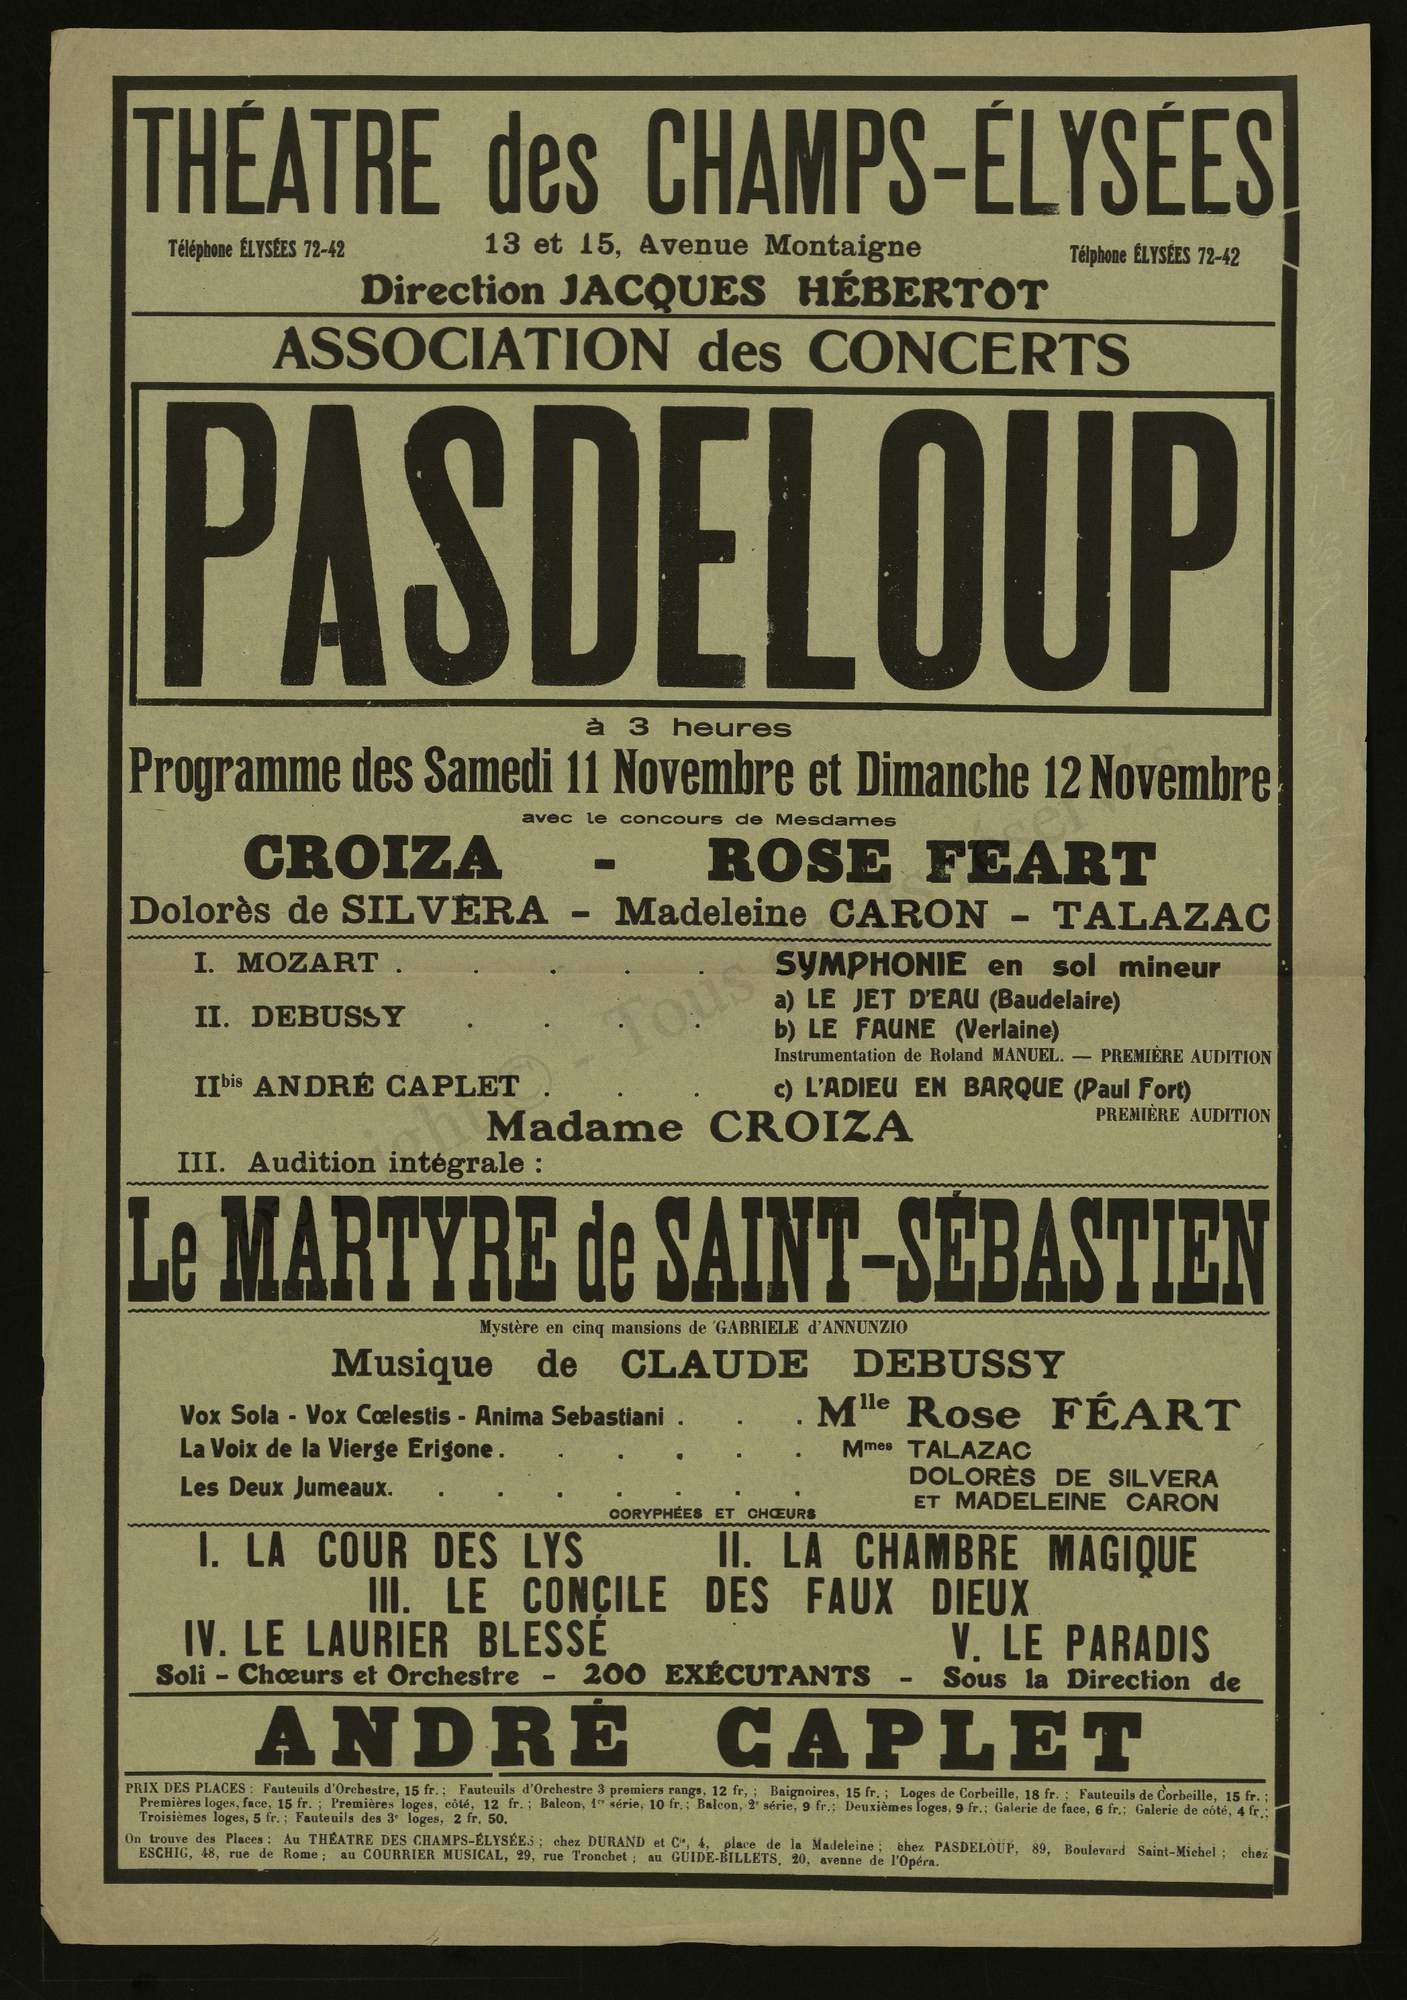 THÉATRE des CHAMPS-ÉLYSÉES
Téléphone ÉLYSÉES 72-42 13 et 15, Avenue Montaigne Télphone ÉLYSÉES 72-42
Direction JACQUES HÉBERTOT
ASSOCIATION des CONCERTS
PASDELOUP
à 3 heures
Programme des Samedi 11 Novembre et Dimanche 12 Novembre
avec le concours de Mesdames
CROIZA - ROSE FEART
Dolorès de SILVÉRA - Madeleine CARON - TALAZAC
I. MOZART . . . . . SYMPHONIE en sol mineur
II. DEBUSSY . . . . a) LE JET D'EAU (Baudelaire)
b) LE FAUNE (Verlaine)
Instrumentation de Roland MANUEL. — PREMIÈRE AUDITION
IIbis ANDRÉ CAPLET . . . c) L'ADIEU EN BARQUE (Paul Fort)
PREMIÈRE AUDITION
Madame CROIZA
III. Audition intégrale :
Le MARTYRE de SAINT-SÉBASTIEN
Mystère en cinq mansions de GABRIELE d'ANNUNZIO
Musique de CLAUDE DEBUSSY
Vox Sola - Vox Cœlestis - Anima Sebastiani . . . Mlle Rose FÉART
La Voix de la Vierge Erigone . . . . . . Mmes TALAZAC
DOLORÈS DE SILVERA
Les Deux Jumeaux. . . . . . . . ET MADELEINE CARON
CORYPHÉES ET CHŒURS
I. LA COUR DES LYS II. LA CHAMBRE MAGIQUE
III. LE CONCILE DES FAUX DIEUX
IV. LE LAURIER BLESSÉ V. LE PARADIS
Soli - Chœurs et Orchestre - 200 EXÉCUTANTS - Sous la Direction de
ANDRÉ CAPLET
PRIX DES PLACES : Fauteuils d'Orchestre, 15 fr. ; Fauteuils d'Orchestre 3 premiers rangs, 12 fr, ; Baignoires, 15 fr. ; Loges de Corbeille, 18 fr. ; Fauteuils de Corbeille, 15 fr. ;
Premières loges, face, 15 fr. ; Premières loges, côté, 12 fr. ; Balcon, 1re série, 10 fr. ; Balcon, 2e série, 9 fr. ; Deuxièmes loges, 9 fr. ; Galerie de face, 6 fr. ; Galerie de côté, 4 fr. ;
Troisièmes loges, 5 fr. ; Fauteuils des 3e loges, 2 fr. 50.
On trouve des Places : Au THÉATRE DES CHAMPS-ÉLYSÉES ; chez DURAND et Cie, 4, place de la Madeleine ; chez PASDELOUP, 89, Boulevard Saint-Michel ; chez
ESCHIG, 48, rue de Rome ; au COURRIER MUSICAL, 29, rue Tronchet ; au GUIDE-BILLETS, 20, avenne de l'Opéra.
Copyright © - Tous droits réservés